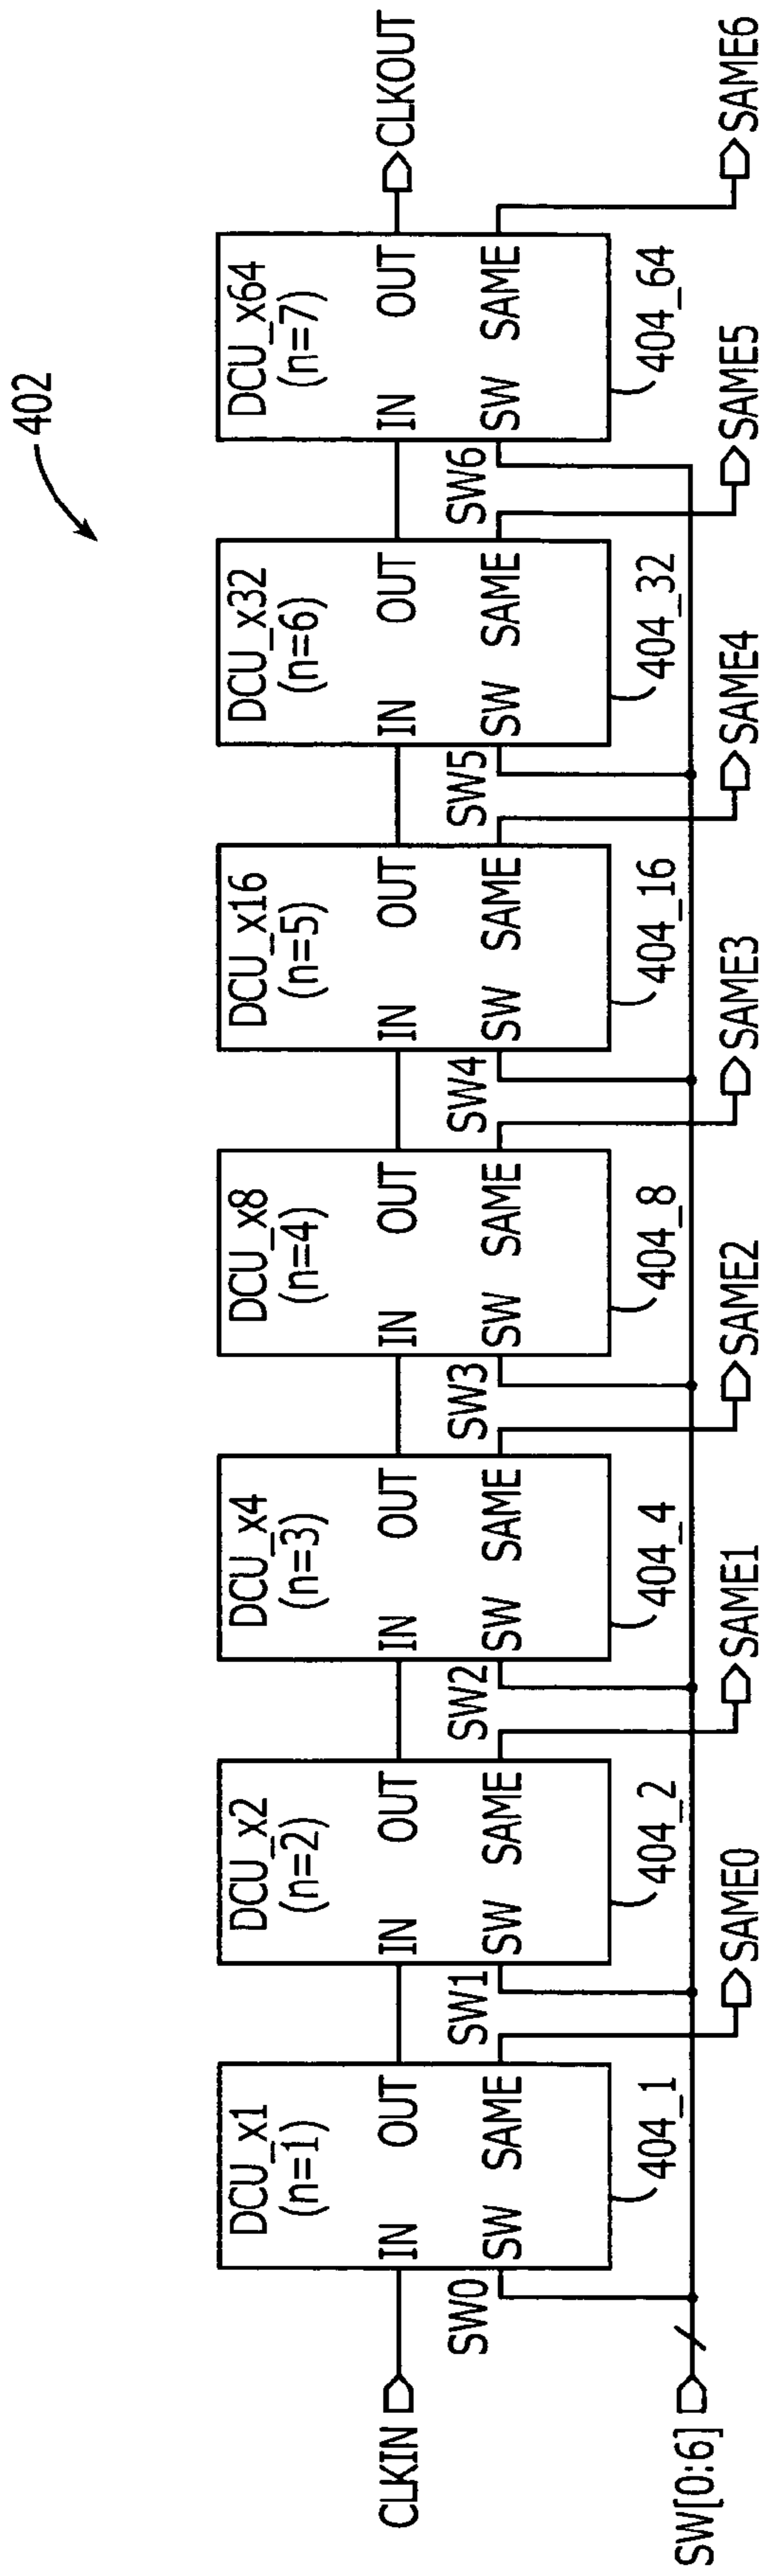 402
DCU_x1
(n=1)
IN
OUT
SW
SAME
404_1
DCU_x2
(n=2)
IN
OUT
SW
SAME
404_2
DCU_x4
(n=3)
IN
OUT
SW
SAME
404_4
DCU_x8
(n=4)
IN
OUT
SW
SAME
404_8
DCU_x16
(n=5)
IN
OUT
SW
SAME
404_16
DCU_x32
(n=6)
IN
OUT
SW
SAME
404_32
DCU_x64
(n=7)
IN
OUT
SW
SAME
404_64
CLKIN
CLKOUT
SW0
SW1
SW2
SW3
SW4
SW5
SW6
SW[0:6]
SAME0
SAME1
SAME2
SAME3
SAME4
SAME5
SAME6